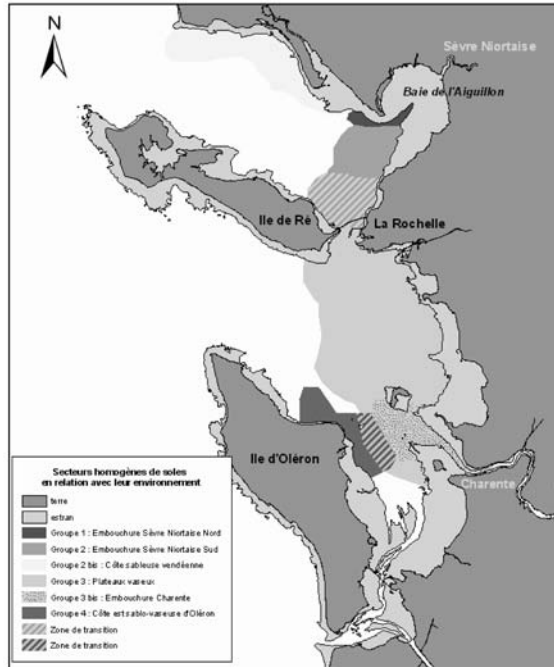 N
Sèvre Niortaise
Baie de l'Aiguillon
Ile de Ré
La Rochelle
Ile d'Oléron
Charente
Secteurs homogènes de soles
en relation avec leur environnement
terre
estran
Groupe 1 : Embouchure Sèvre Niortaise Nord
Groupe 2 : Embouchure Sèvre Niortaise Sud
Groupe 2 bis : Côte sableuse vendéenne
Groupe 3 : Plateaux vaseux
Groupe 3 bis : Embouchure Charente
Groupe 4 : Côte est sablo-vaseuse d'Oléron
Zone de transition
Zone de transition